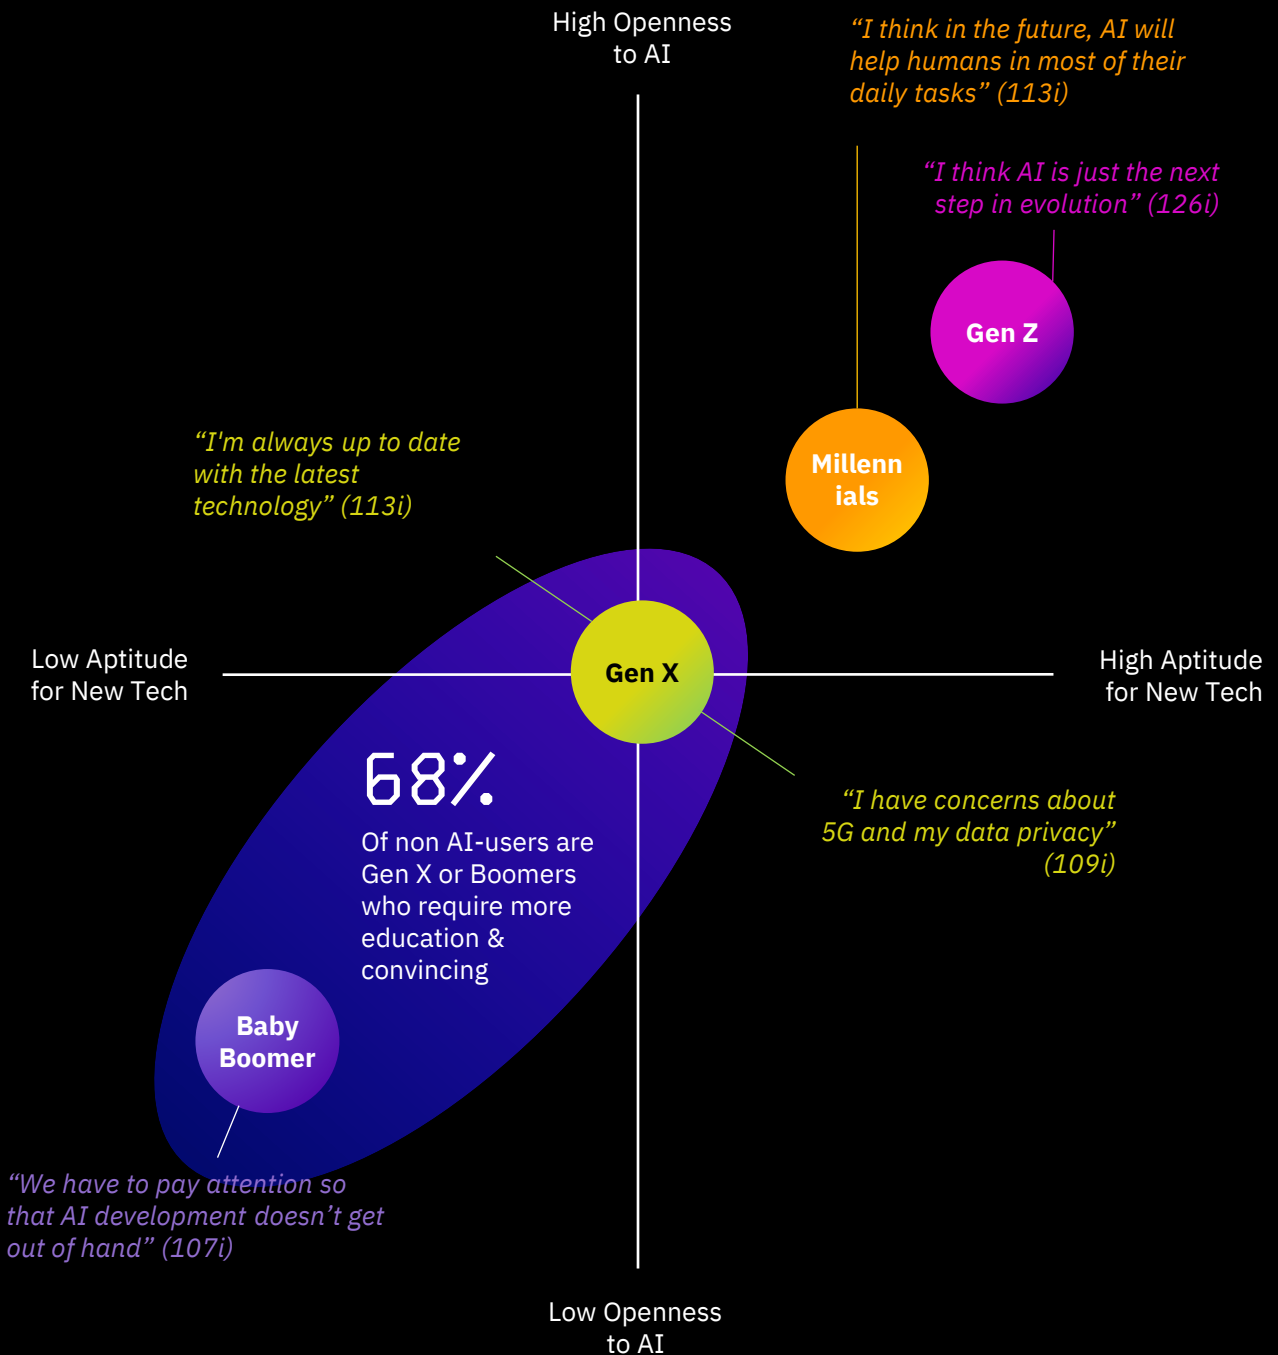 High Openness
to AI
“I think in the future, AI will
help humans in most of their
daily tasks” (113i)
“I think AI is just the next
step in evolution” (126i)
Gen Z
Millenn
ials
“I'm always up to date
with the latest
technology” (113i)
Low Aptitude
for New Tech
Gen X
High Aptitude
for New Tech
68%
Of non AI-users are
Gen X or Boomers
who require more
education &
convincing
“I have concerns about
5G and my data privacy”
(109i)
Baby
Boomer
“We have to pay attention so
that AI development doesn’t get
out of hand” (107i)
Low Openness
to AI